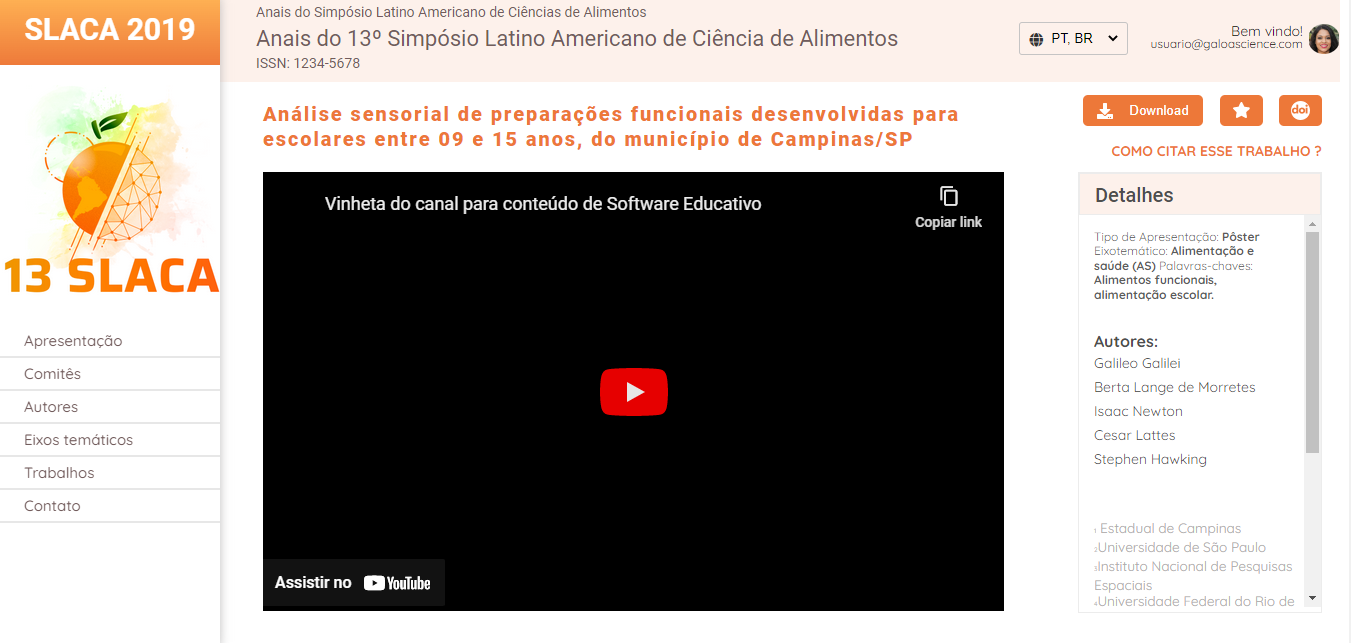 SLACA 2019
Anais do Simpósio Latino Americano de Ciências de Alimentos
Anais do 13º Simpósio Latino Americano de Ciência de Alimentos
ISSN: 1234-5678
PT, BR
Bem vindo!
usuario@galoascience.com
13 SLACA
Apresentação
Comitês
Autores
Eixos temáticos
Trabalhos
Contato
Análise sensorial de preparações funcionais desenvolvidas para
escolares entre 09 e 15 anos, do município de Campinas/SP
Vinheta do canal para conteúdo de Software Educativo
Copiar link
Assistir no YouTube
Download
doi
COMO CITAR ESSE TRABALHO ?
Detalhes
Tipo de Apresentação: Pôster
Eixotemático: Alimentação e
saúde (AS) Palavras-chaves:
Alimentos funcionais,
alimentação escolar.
Autores:
Galileo Galilei
Berta Lange de Morretes
Isaac Newton
Cesar Lattes
Stephen Hawking
1 Estadual de Campinas
2Universidade de São Paulo
3Instituto Nacional de Pesquisas
Espaciais
4Universidade Federal do Rio de